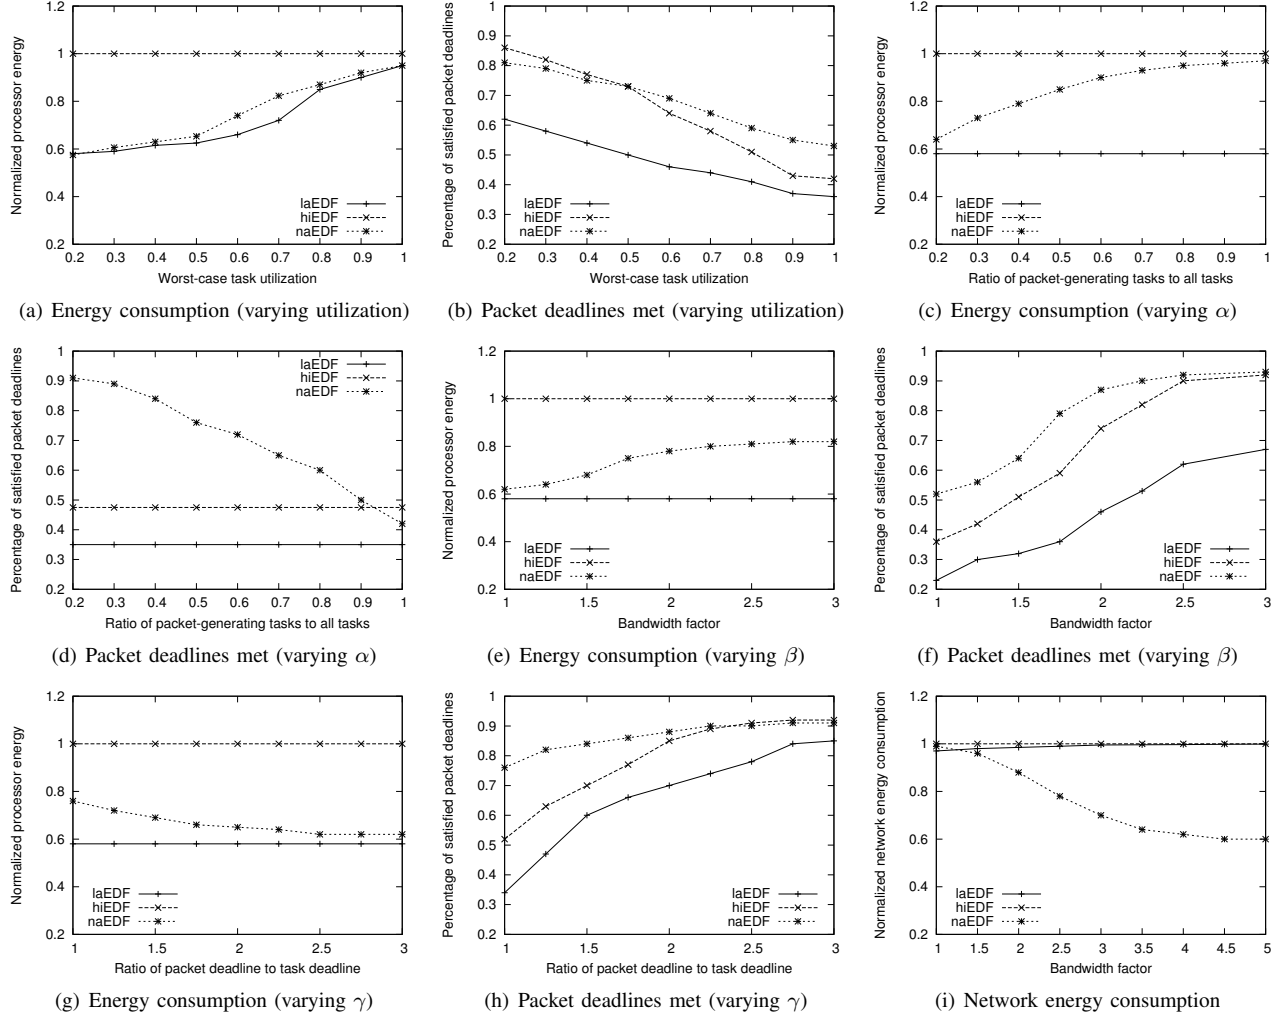 1.2
1
0.8
0.6
0.4
0.2
Normalized processor energy
laEDF
hiEDF
naEDF
0.2 0.3 0.4 0.5 0.6 0.7 0.8 0.9 1
Worst-case task utilization
(a) Energy consumption (varying utilization)
1
0.9
0.8
0.7
0.6
0.5
0.4
0.3
0.2
Percentage of satisfied packet deadlines
laEDF
hiEDF
naEDF
0.2 0.3 0.4 0.5 0.6 0.7 0.8 0.9 1
Worst-case task utilization
(b) Packet deadlines met (varying utilization)
1.2
1
0.8
0.6
0.4
0.2
Normalized processor energy
laEDF
hiEDF
naEDF
0.2 0.3 0.4 0.5 0.6 0.7 0.8 0.9 1
Ratio of packet-generating tasks to all tasks
(c) Energy consumption (varying α)
1
0.9
0.8
0.7
0.6
0.5
0.4
0.3
0.2
Percentage of satisfied packet deadlines
laEDF
hiEDF
naEDF
0.2 0.3 0.4 0.5 0.6 0.7 0.8 0.9 1
Ratio of packet-generating tasks to all tasks
(d) Packet deadlines met (varying α)
1.2
1
0.8
0.6
0.4
0.2
Normalized processor energy
laEDF
hiEDF
naEDF
1 1.5 2 2.5 3
Bandwidth factor
(e) Energy consumption (varying β)
1
0.9
0.8
0.7
0.6
0.5
0.4
0.3
0.2
Percentage of satisfied packet deadlines
laEDF
hiEDF
naEDF
1 1.5 2 2.5 3
Bandwidth factor
(f) Packet deadlines met (varying β)
1.2
1
0.8
0.6
0.4
0.2
Normalized processor energy
laEDF
hiEDF
naEDF
1 1.5 2 2.5 3
Ratio of packet deadline to task deadline
(g) Energy consumption (varying γ)
1
0.9
0.8
0.7
0.6
0.5
0.4
0.3
0.2
Percentage of satisfied packet deadlines
laEDF
hiEDF
naEDF
1 1.5 2 2.5 3
Ratio of packet deadline to task deadline
(h) Packet deadlines met (varying γ)
1.2
1
0.8
0.6
0.4
0.2
Normalized network energy consumption
laEDF
hiEDF
naEDF
1 1.5 2 2.5 3 3.5 4 4.5 5
Bandwidth factor
(i) Network energy consumption